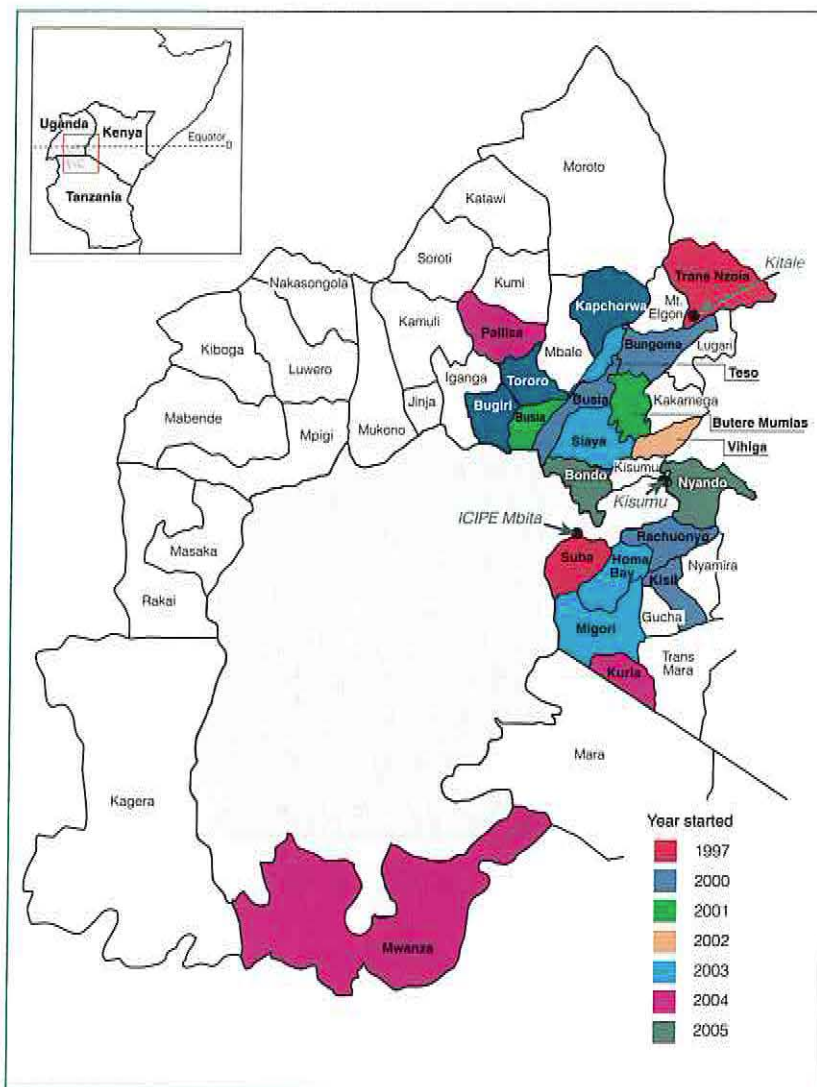 Uganda
Kenya
Equator
0
Tanzania
Moroto
Katawi
Soroti
Kumi
Trans Nzoia
Kitale
Mt.
Elgon
Kapchorwa
Nakasongola
Kamuli
Pallisa
Mbale
Bungoma
Lugari
Kiboga
Luwero
Iganga
Tororo
Teso
Mabende
Jinja
Bugiri
Busia
Busia
Kakamega
Butere Mumias
Mpigi
Mukono
Siaya
Vihiga
Bondo
Kisumu
Nyando
Kisumu
ICIPE Mbita
Rachuonyo
Masaka
Suba
Homa
Bay
Nyamira
Kisii
Rakai
Gucha
Migori
Trans
Mara
Kuria
Mara
Kagera
Mwanza
Year started
1997
2000
2001
2002
2003
2004
2005